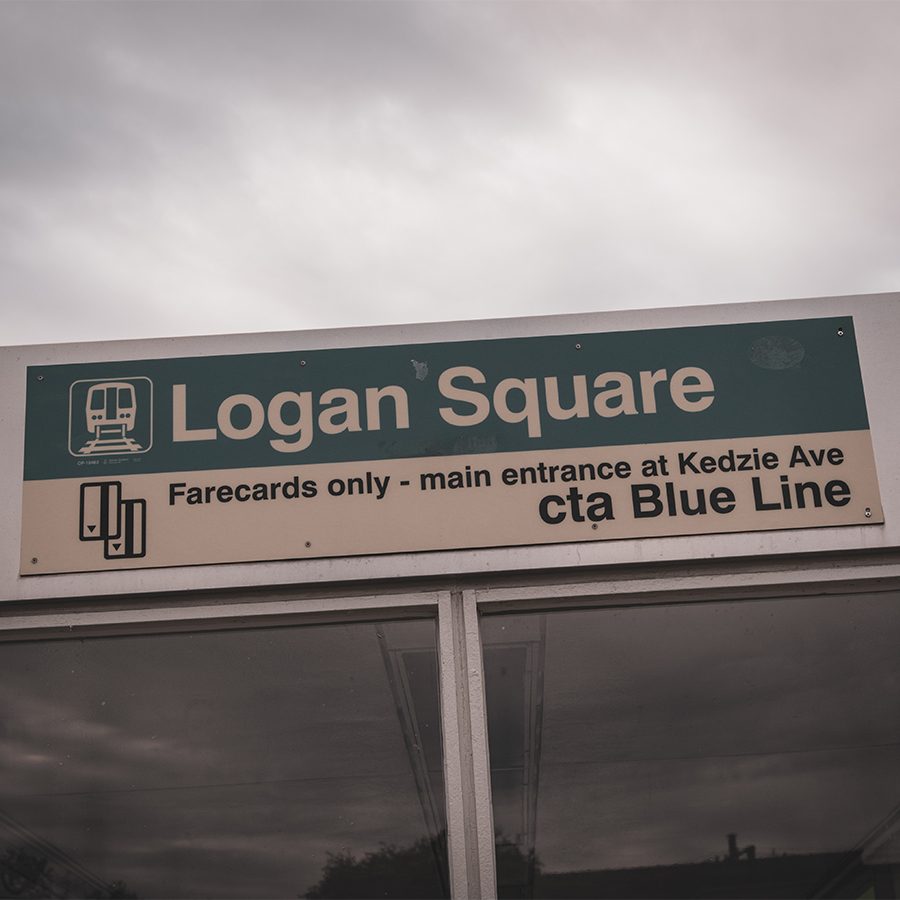 Logan Square
Farecards only - main entrance at Kedzie Ave
cta Blue Line